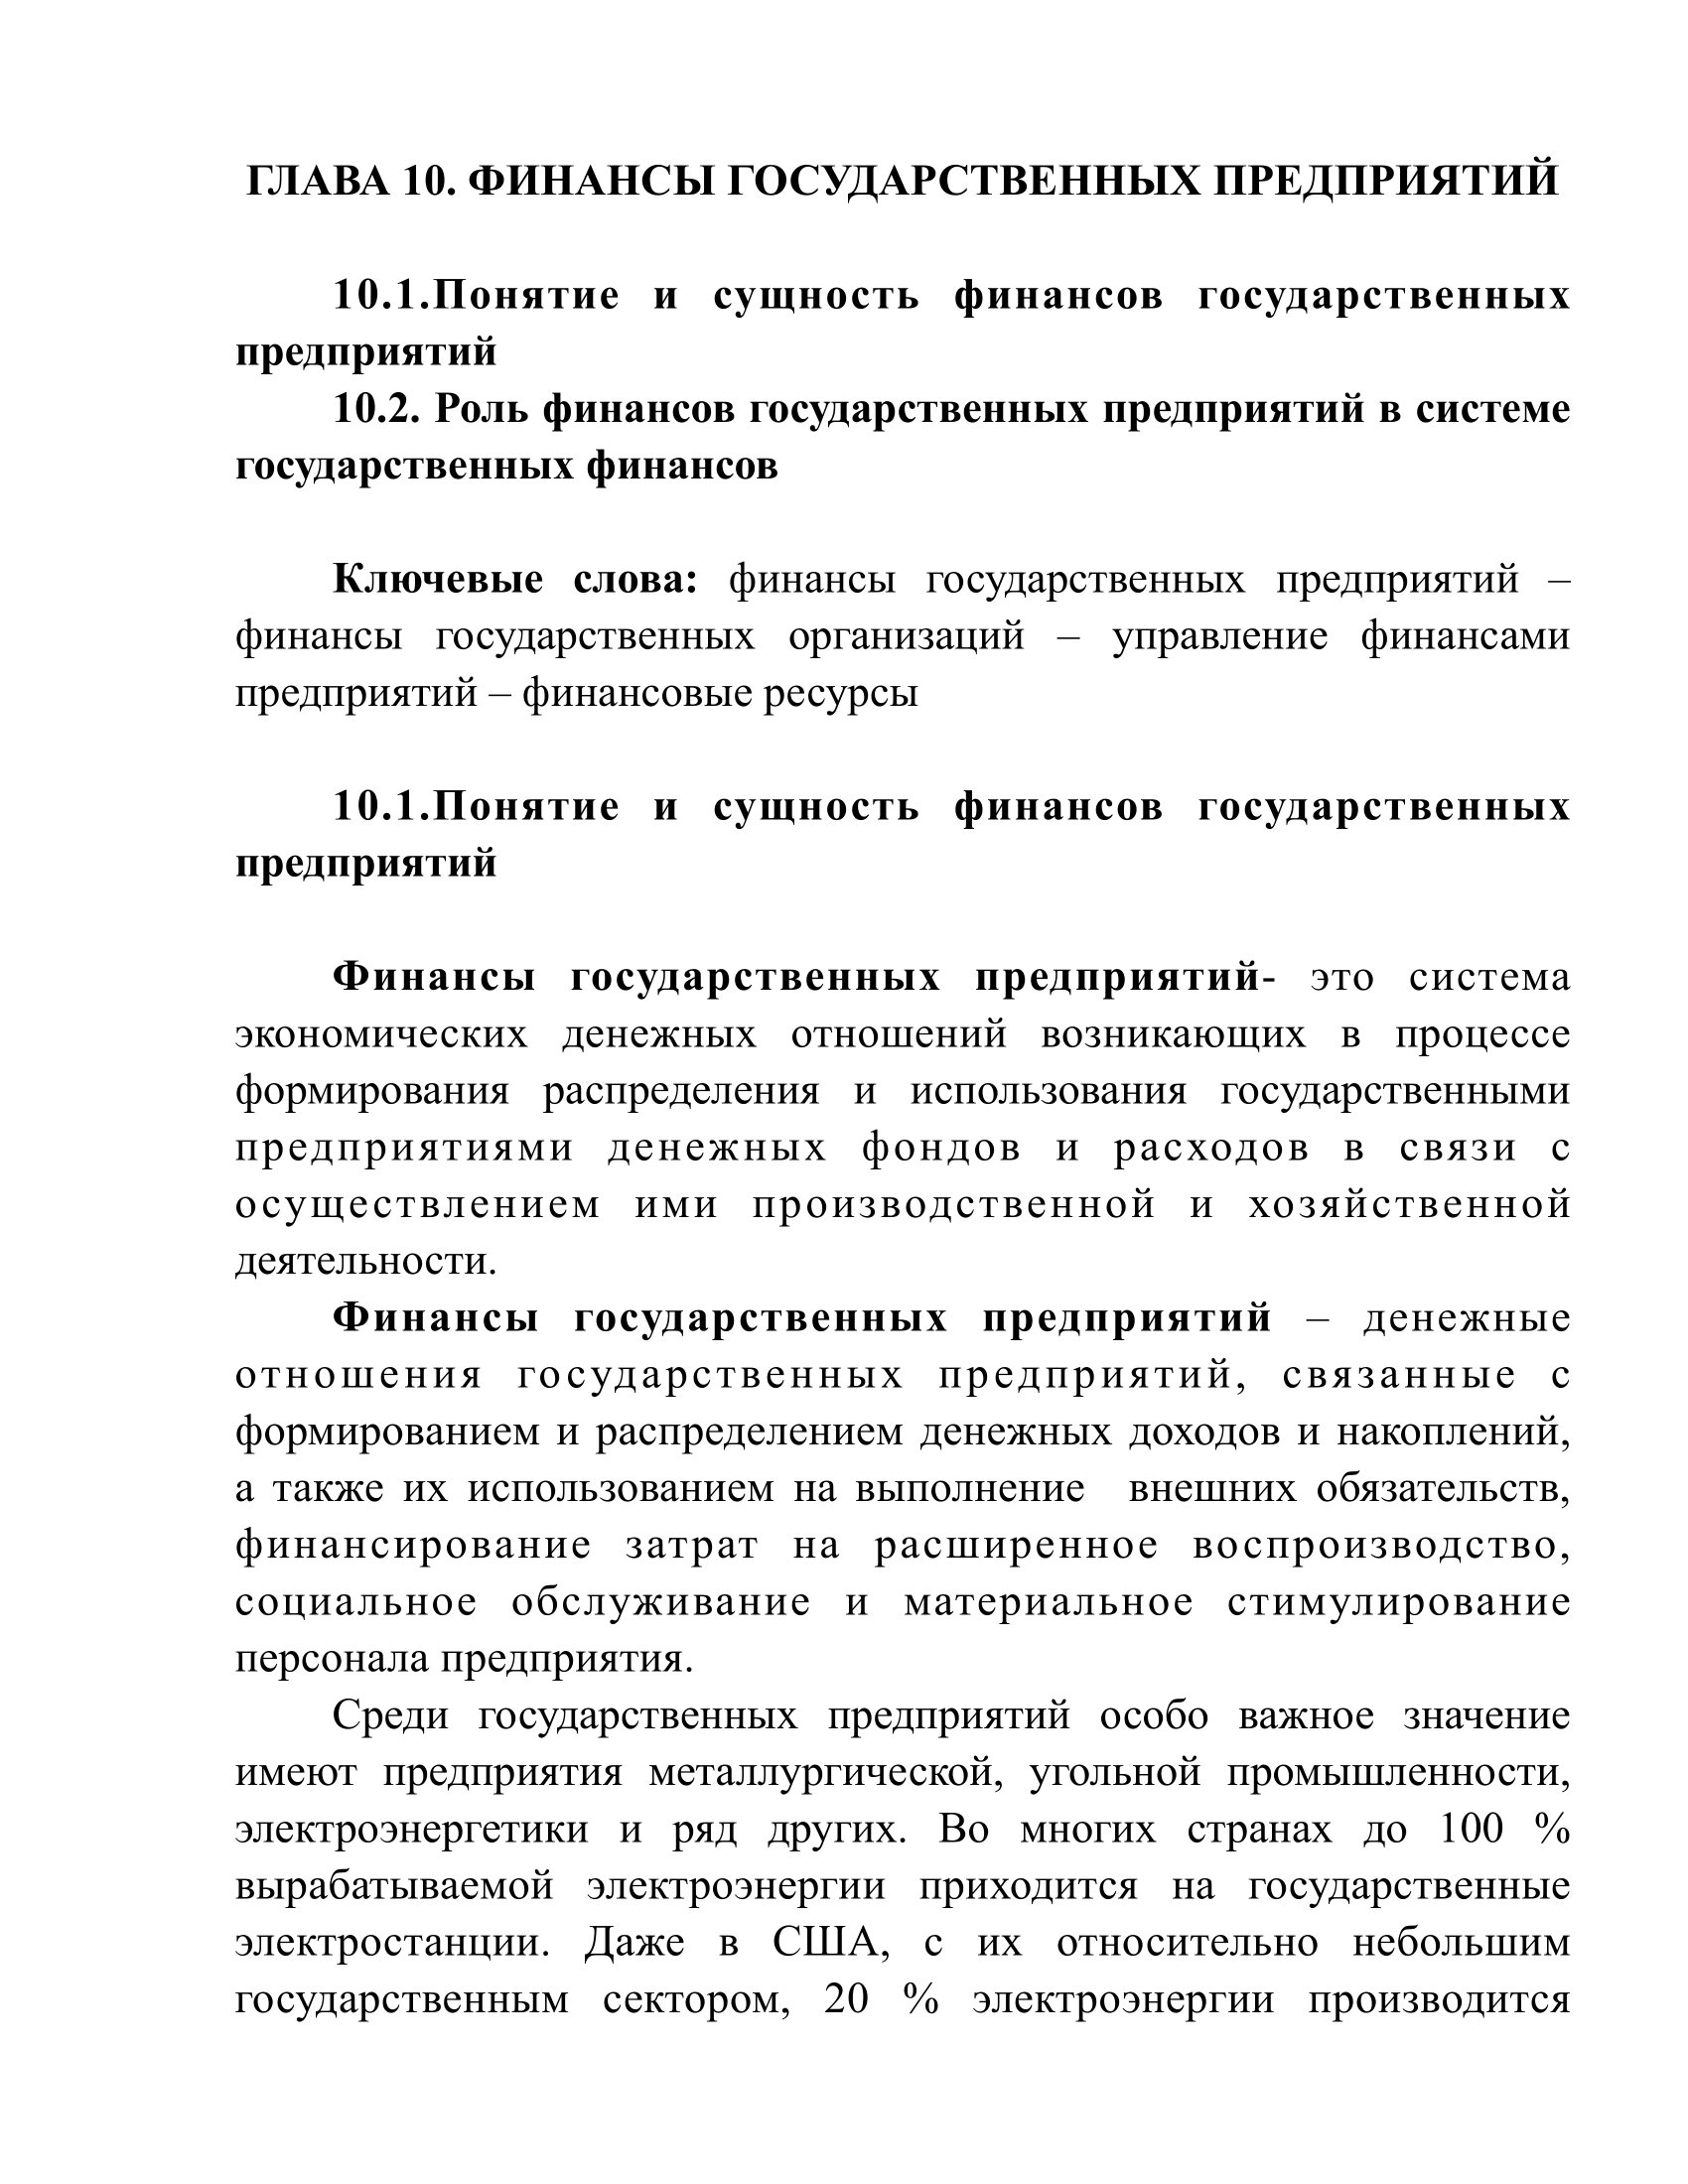 ГЛАВА 10. ФИНАНСЫ ГОСУДАРСТВЕННЫХ ПРЕДПРИЯТИЙ
10.1.Понятие и сущность финансов государственных
предприятий
10.2. Роль финансов государственных предприятий в системе
государственных финансов
Ключевые слова: финансы государственных предприятий –
финансы государственных организаций – управление финансами
предприятий – финансовые ресурсы
10.1.Понятие и сущность финансов государственных
предприятий
Финансы государственных предприятий- это система
экономических денежных отношений возникающих в процессе
формирования распределения и использования государственными
предприятиями денежных фондов и расходов в связи с
осуществлением ими производственной и хозяйственной
деятельности.
Финансы государственных предприятий – денежные
отношения государственных предприятий, связанные с
формированием и распределением денежных доходов и накоплений,
а также их использованием на выполнение внешних обязательств,
финансирование затрат на расширенное воспроизводство,
социальное обслуживание и материальное стимулирование
персонала предприятия.
Среди государственных предприятий особо важное значение
имеют предприятия металлургической, угольной промышленности,
электроэнергетики и ряд других. Во многих странах до 100 %
вырабатываемой электроэнергии приходится на государственные
электростанции. Даже в США, с их относительно небольшим
государственным сектором, 20 % электроэнергии производится